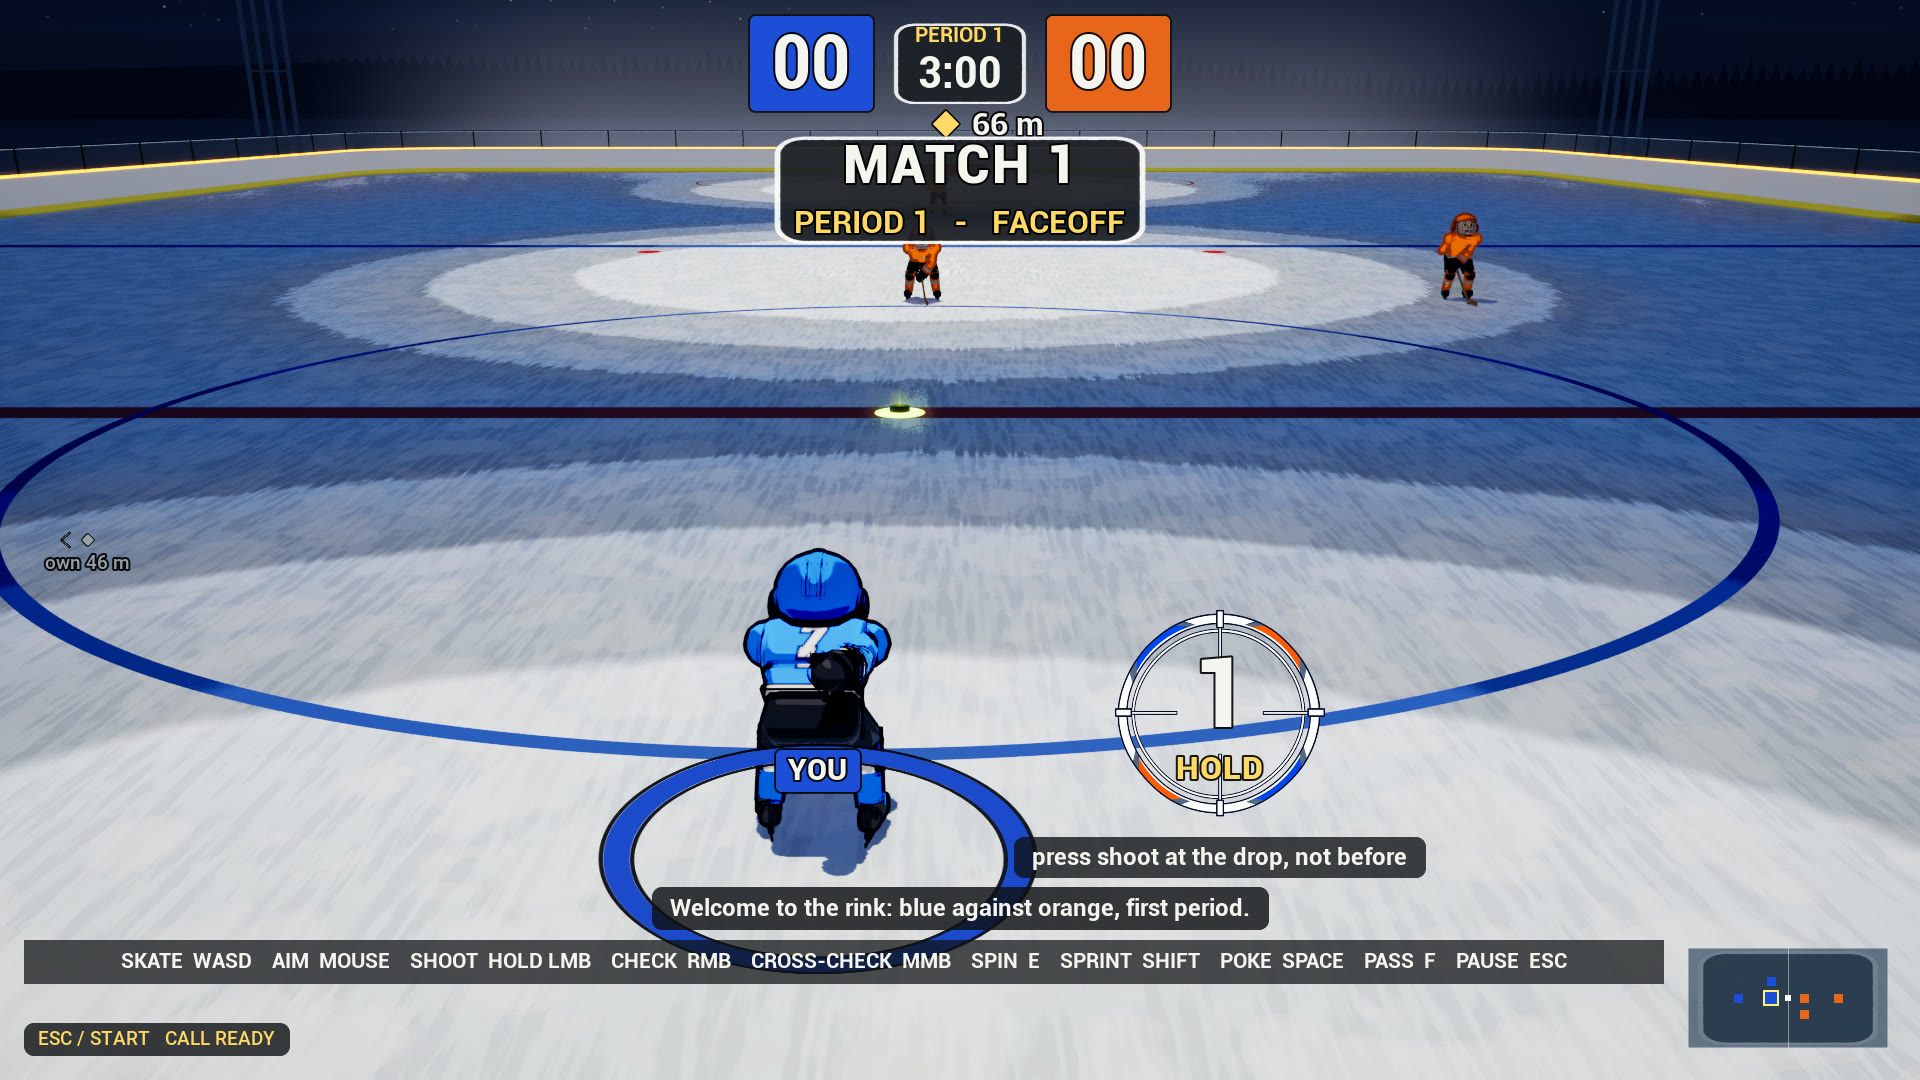 00
PERIOD 1
3:00
00
66 m
MATCH 1
PERIOD 1 - FACEOFF
own 46 m
7
1
HOLD
YOU
press shoot at the drop, not before
Welcome to the rink: blue against orange, first period.
SKATE WASD AIM MOUSE SHOOT HOLD LMB CHECK RMB CROSS-CHECK MMB SPIN E SPRINT SHIFT POKE SPACE PASS F PAUSE ESC
ESC / START CALL READY